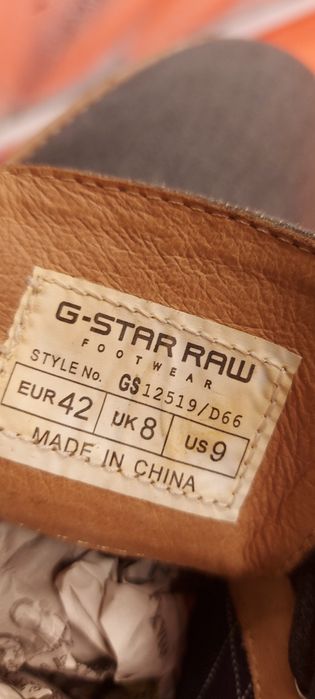 G-STAR RAW
FOOTWEAR
STYLE No. GS12519/D66
EUR 42 UK 8 US 9
MADE IN CHINA